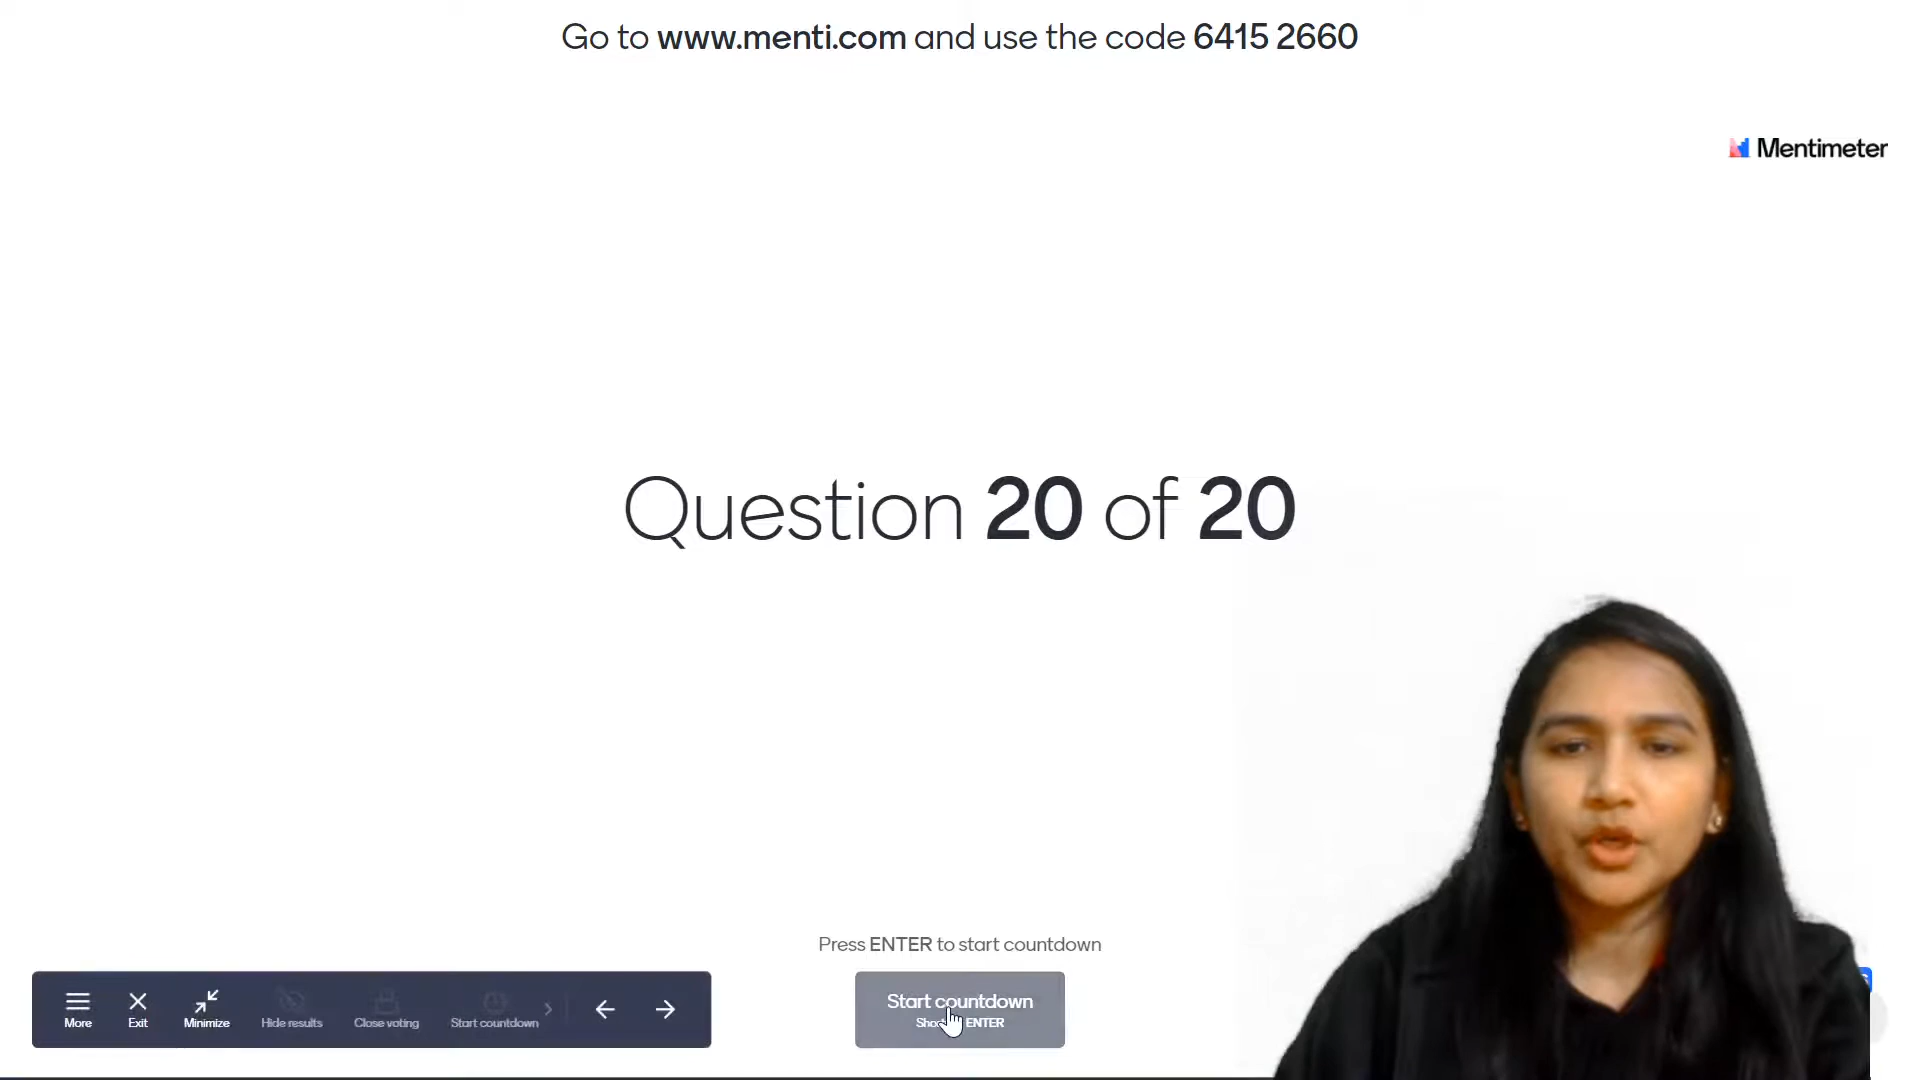 Go to www.menti.com and use the code 6415 2660
Mentimeter
Question 20 of 20
Press ENTER to start countdown
More
Exit
Minimize
Hide results
Close voting
Start countdown
Start countdown
ENTER